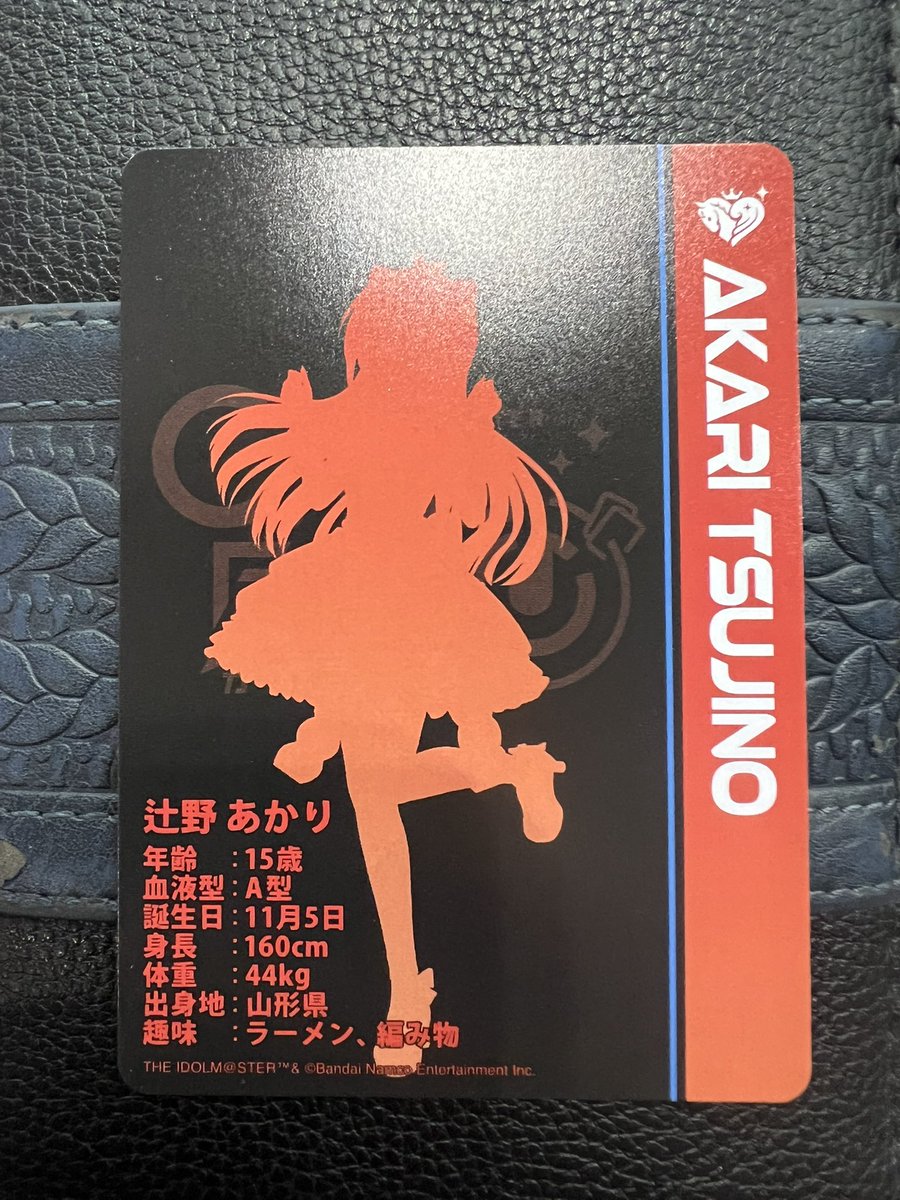 AKARI TSUJINO
辻野 あかり
年齢　：15歳
血液型：A型
誕生日：11月5日
身長　：160cm
体重　：44kg
出身地：山形県
趣味　：ラーメン、編み物
THE IDOLM@STER™& ©Bandai Namco Entertainment Inc.